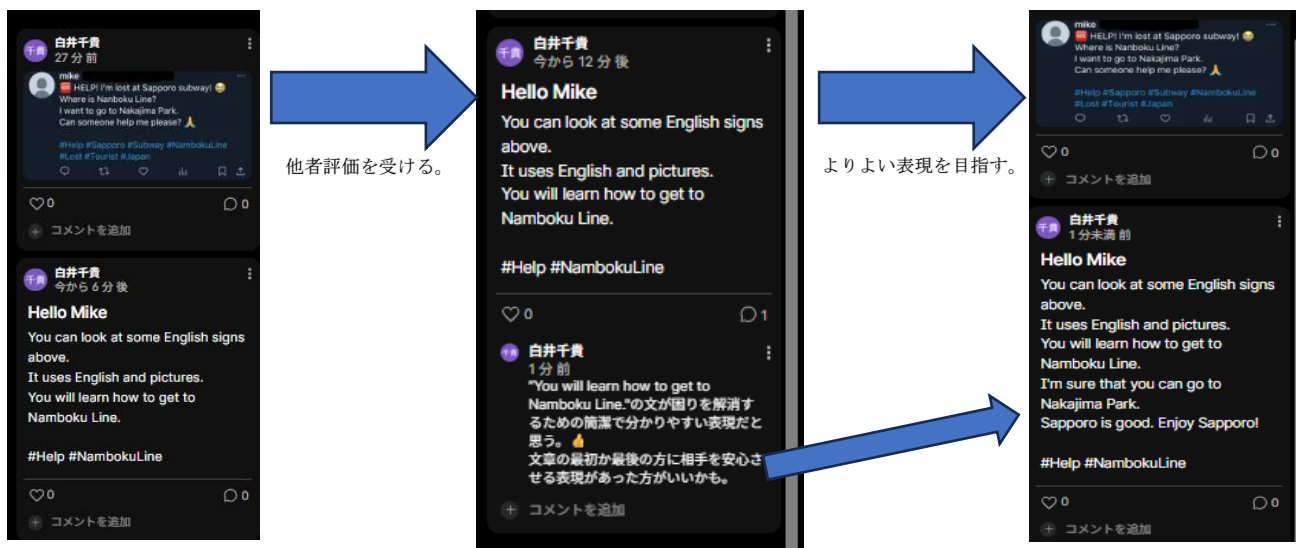 千貴
白井千貴
27 分 前
mike
HELP! I'm lost at Sapporo subway! 😂
Where is Nanboku Line?
I want to go to Nakajima Park.
Can someone help me please? 🙏
#Help #Sapporo #Subway #NambokuLine
#Lost #Tourist #Japan
0
0
コメントを追加
千貴
白井千貴
今から 6 分 後
Hello Mike
You can look at some English signs
above.
It uses English and pictures.
You will learn how to get to
Namboku Line.
#Help #NambokuLine
0
0
コメントを追加
他者評価を受ける。
千貴
白井千貴
今から 12 分 後
Hello Mike
You can look at some English signs
above.
It uses English and pictures.
You will learn how to get to
Namboku Line.
#Help #NambokuLine
0
1
千貴
白井千貴
1 分 前
"You will learn how to get to
Namboku Line."の文が困りを解消す
るための簡潔で分かりやすい表現だと
思う。👍
文章の最初か最後の方に相手を安心さ
せる表現があった方がいいかも。
コメントを追加
よりよい表現を目指す。
mike
HELP! I'm lost at Sapporo subway! 😂
Where is Nanboku Line?
I want to go to Nakajima Park.
Can someone help me please? 🙏
#Help #Sapporo #Subway #NambokuLine
#Lost #Tourist #Japan
0
0
コメントを追加
千貴
白井千貴
1 分未満 前
Hello Mike
You can look at some English signs
above.
It uses English and pictures.
You will learn how to get to
Namboku Line.
I'm sure that you can go to
Nakajima Park.
Sapporo is good. Enjoy Sapporo!
#Help #NambokuLine
0
0
コメントを追加